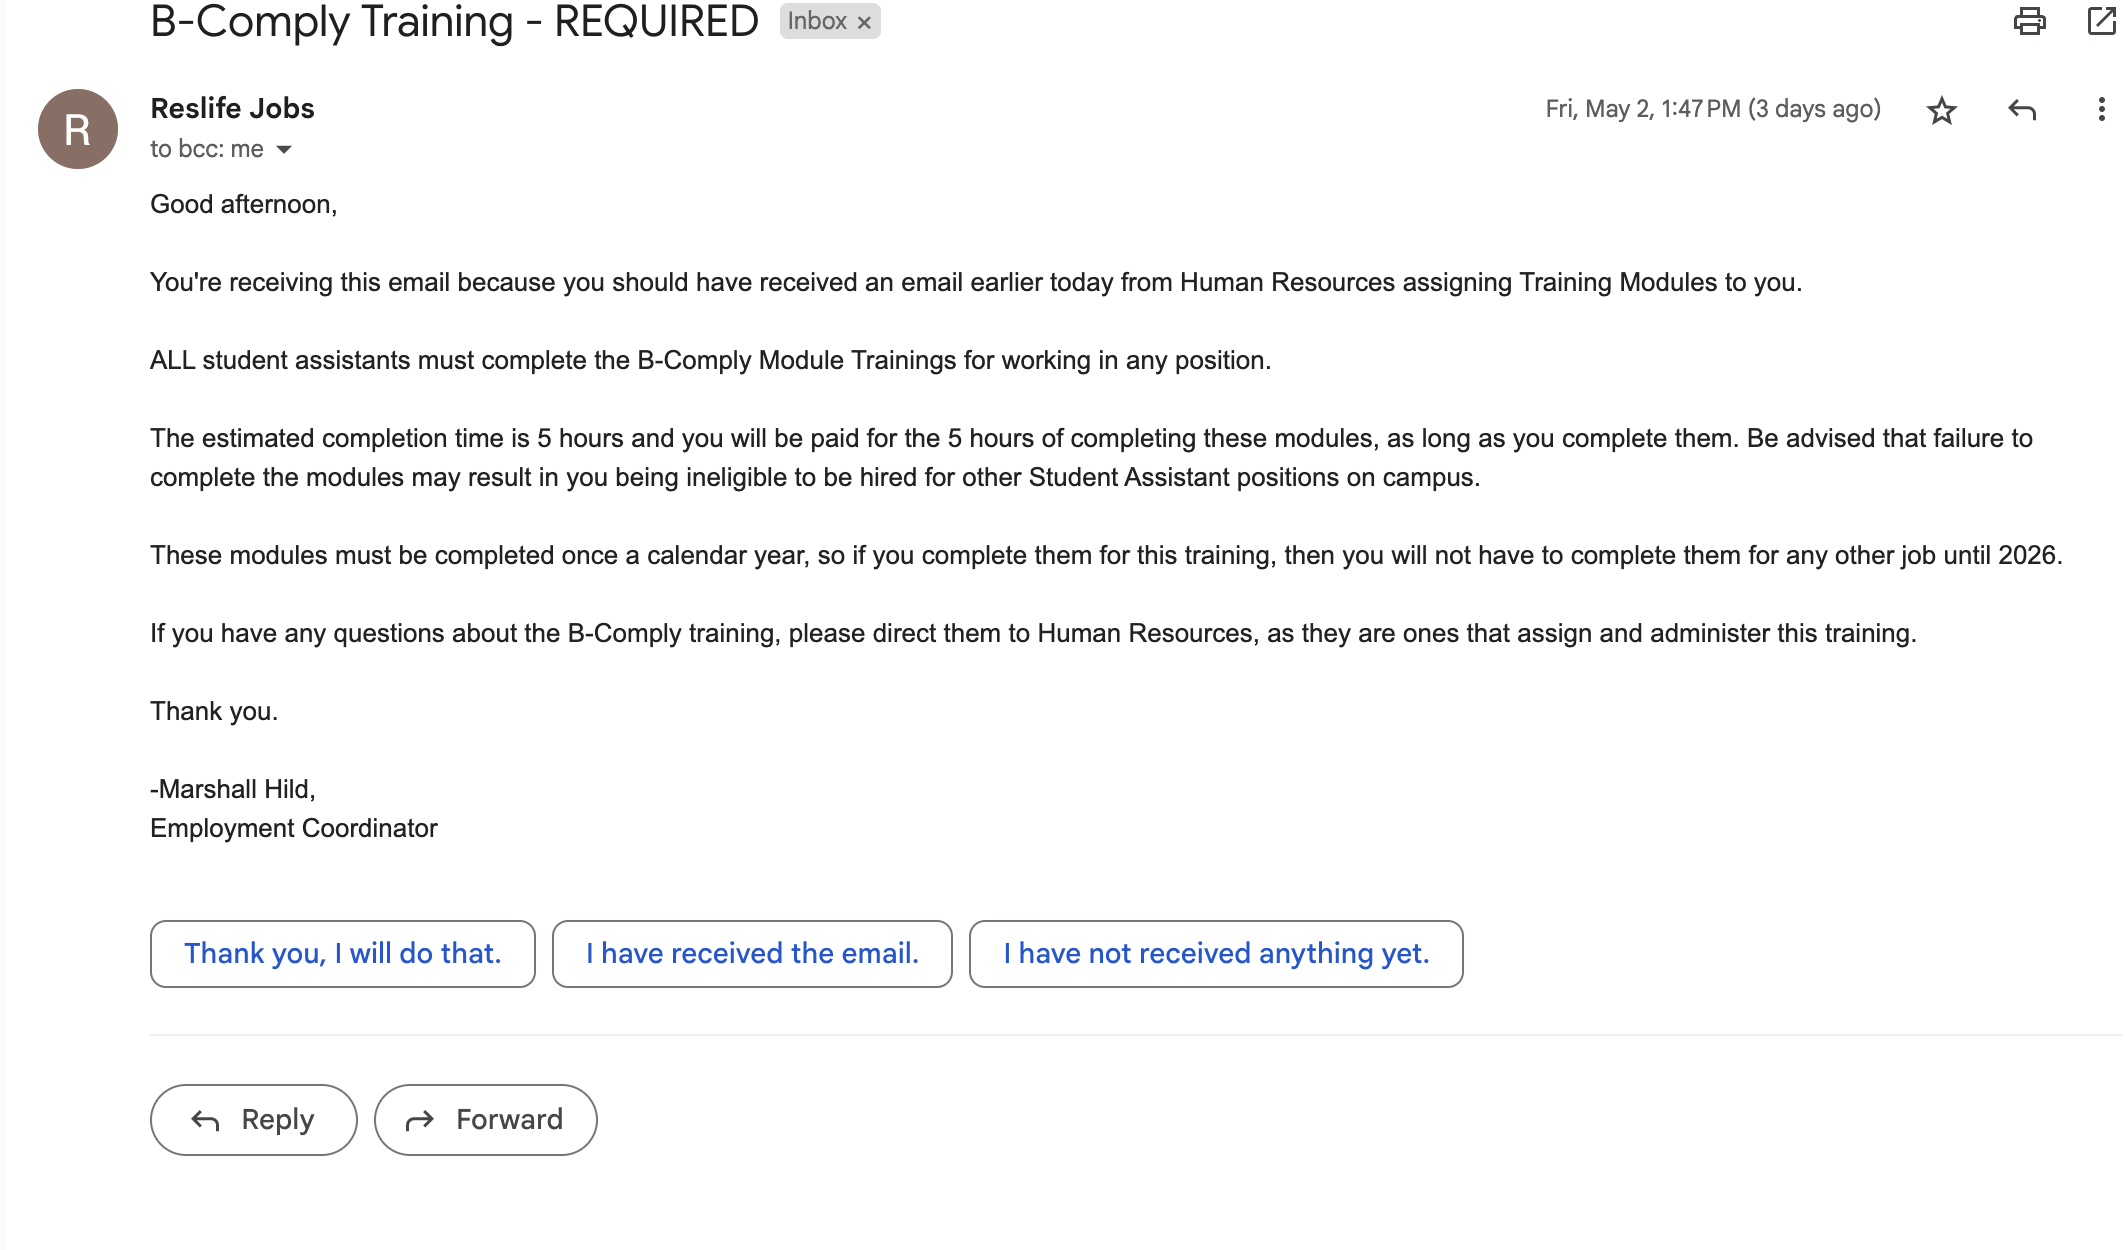 B-Comply Training - REQUIRED Inbox ×
R
Reslife Jobs
Fri, May 2, 1:47 PM (3 days ago)
to bcc: me
Good afternoon,
You're receiving this email because you should have received an email earlier today from Human Resources assigning Training Modules to you.
ALL student assistants must complete the B-Comply Module Trainings for working in any position.
The estimated completion time is 5 hours and you will be paid for the 5 hours of completing these modules, as long as you complete them. Be advised that failure to
complete the modules may result in you being ineligible to be hired for other Student Assistant positions on campus.
These modules must be completed once a calendar year, so if you complete them for this training, then you will not have to complete them for any other job until 2026.
If you have any questions about the B-Comply training, please direct them to Human Resources, as they are ones that assign and administer this training.
Thank you.
-Marshall Hild,
Employment Coordinator
Thank you, I will do that.
I have received the email.
I have not received anything yet.
Reply
Forward